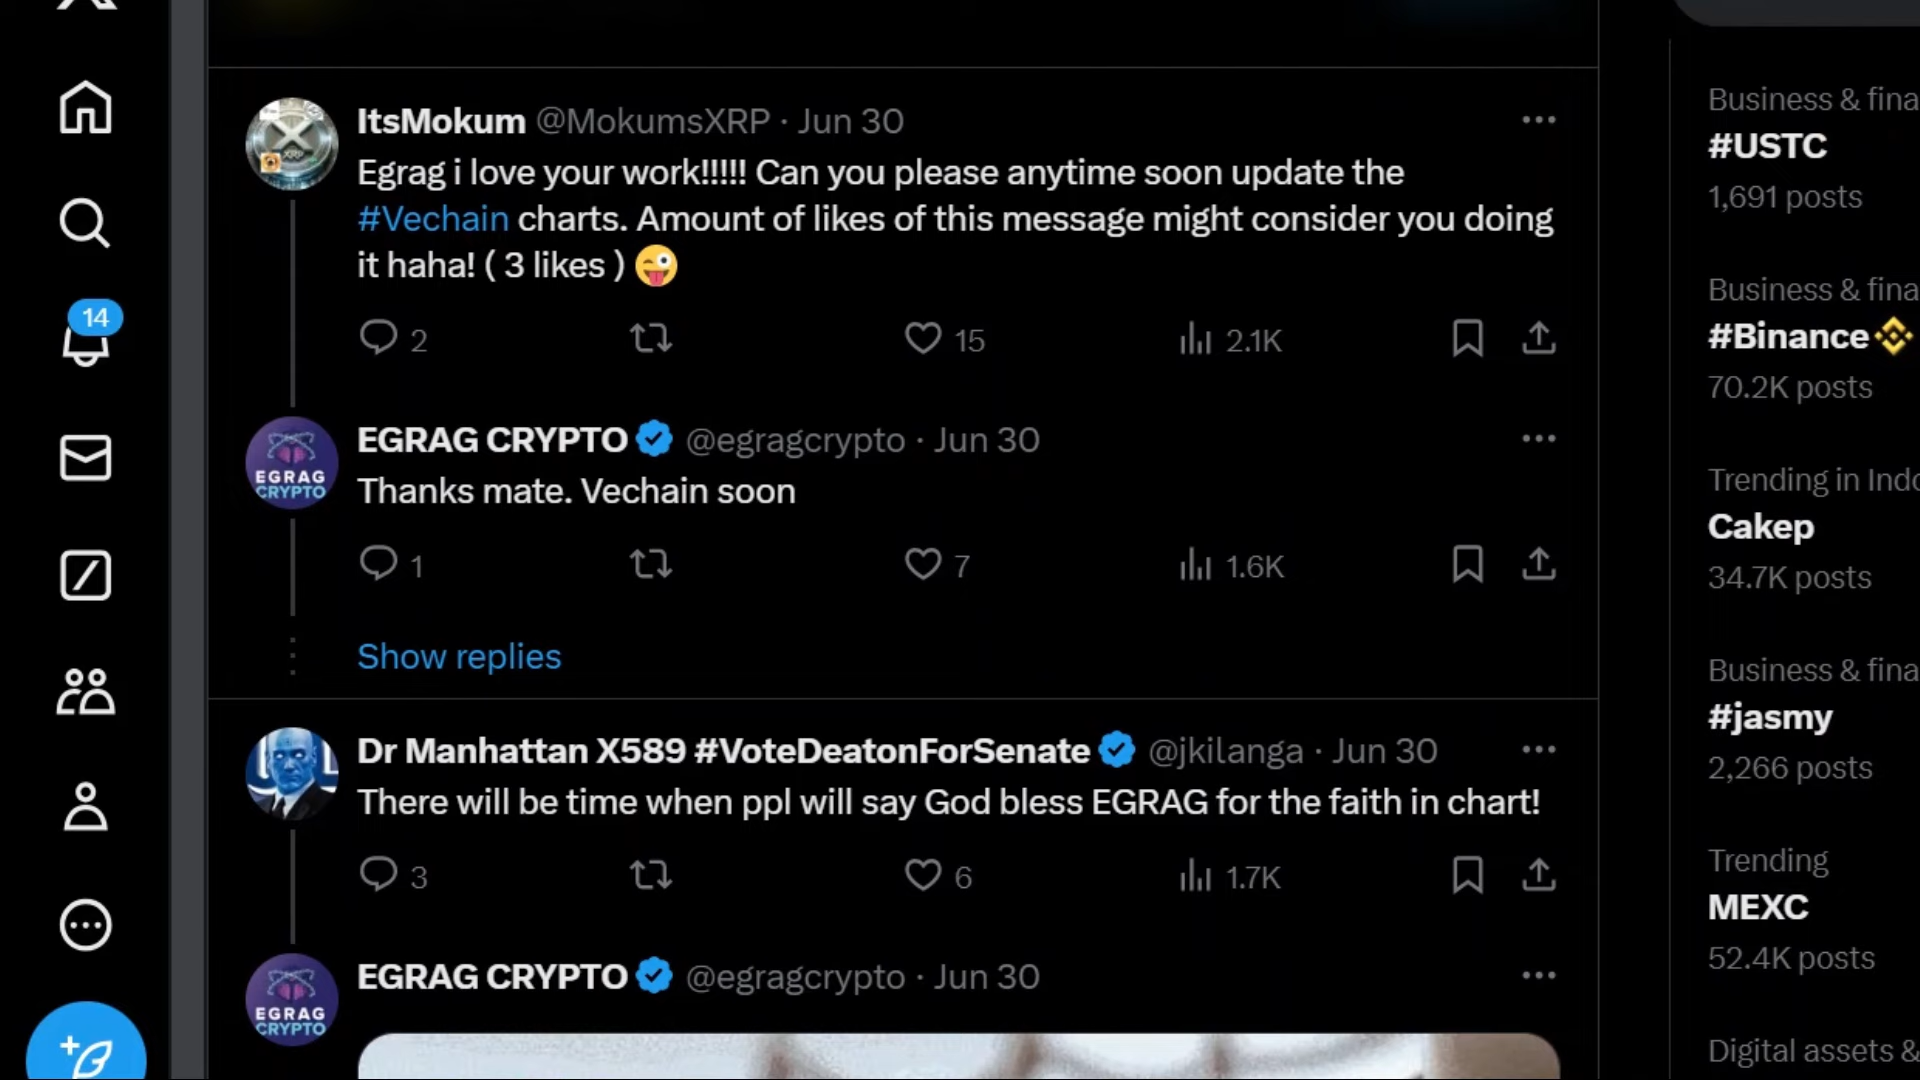 ItsMokum @MokumsXRP · Jun 30
Egrag i love your work!!!!! Can you please anytime soon update the
#Vechain charts. Amount of likes of this message might consider you doing
it haha! ( 3 likes ) 😜
2 15 2.1K
14
EGRAG CRYPTO @egragcrypto · Jun 30
EGRAG
CRYPTO
Thanks mate. Vechain soon
1 7 1.6K
Show replies
Dr Manhattan X589 #VoteDeatonForSenate @jkilanga · Jun 30
There will be time when ppl will say God bless EGRAG for the faith in chart!
3 6 1.7K
EGRAG CRYPTO @egragcrypto · Jun 30
EGRAG
CRYPTO
Business & fina
#USTC
1,691 posts
Business & fina
#Binance
70.2K posts
Trending in Indo
Cakep
34.7K posts
Business & fina
#jasmy
2,266 posts
Trending
MEXC
52.4K posts
Digital assets &